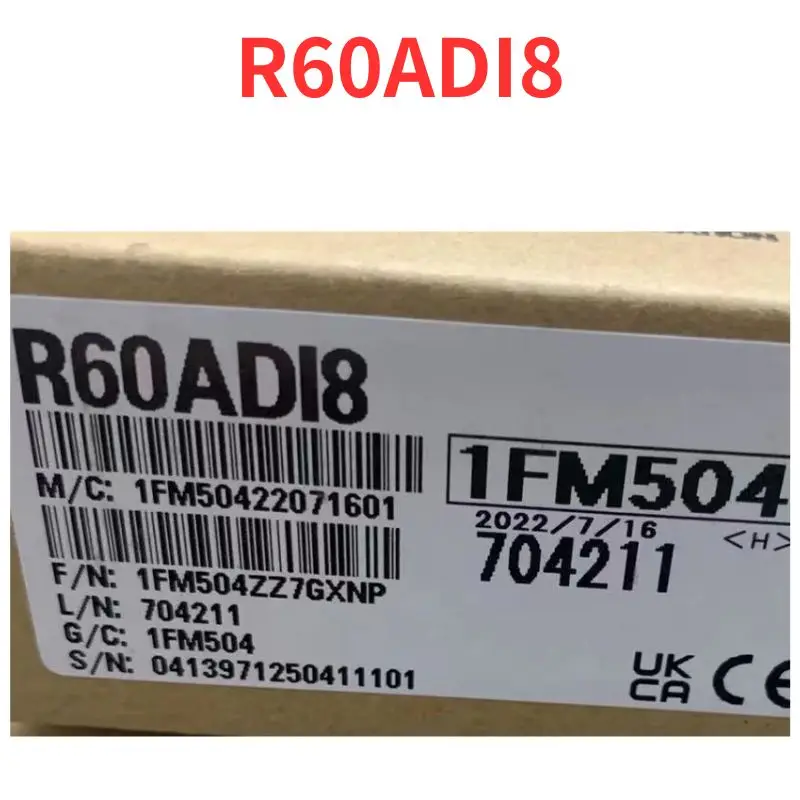 R60ADI8
R60ADI8
M/C: 1FM50422071601
1FM504
2022/7/16
<H>
704211
F/N: 1FM504ZZ7GXNP
L/N: 704211
G/C: 1FM504
S/N: 0413971250411101
UK
CA CE